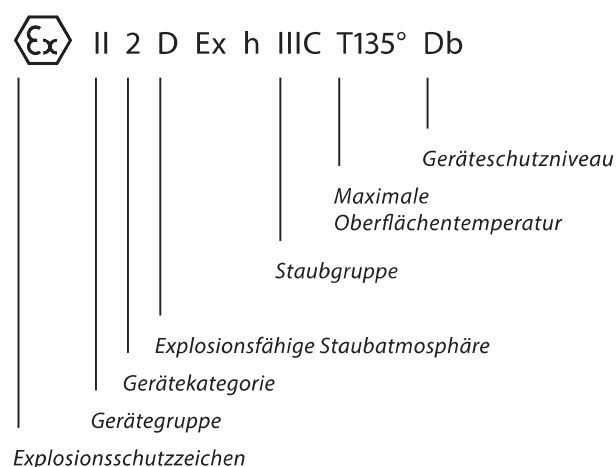 Ex II 2 D Ex h IIIC T135° Db
Geräteschutzniveau
Maximale
Oberflächentemperatur
Staubgruppe
Explosionsfähige Staubatmosphäre
Gerätekategorie
Gerätegruppe
Explosionsschutzzeichen